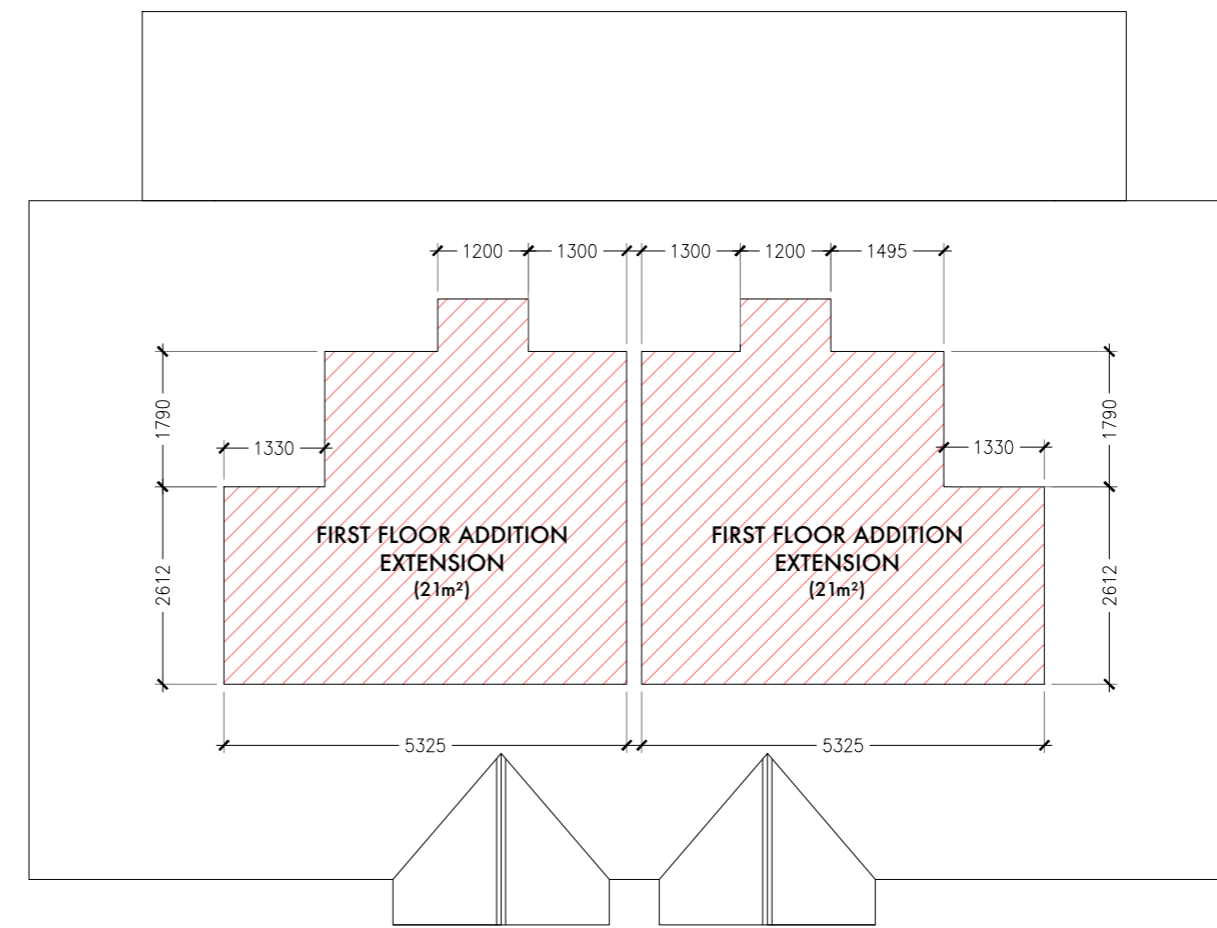 1200
1300
1300
1200
1495
1790
1330
1330
1790
FIRST FLOOR ADDITION
EXTENSION
(21m²)
FIRST FLOOR ADDITION
EXTENSION
(21m²)
2612
2612
5325
5325